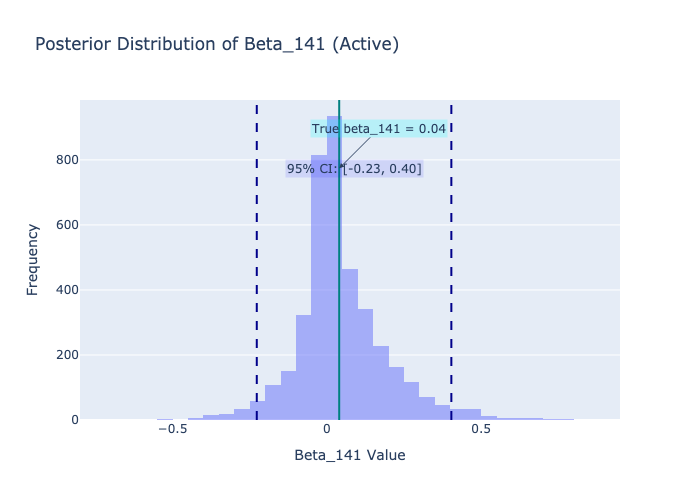 Posterior Distribution of Beta_141 (Active)
True beta_141 = 0.04
95% CI: [-0.23, 0.40]
800
600
400
200
0
Frequency
−0.5
0
0.5
Beta_141 Value